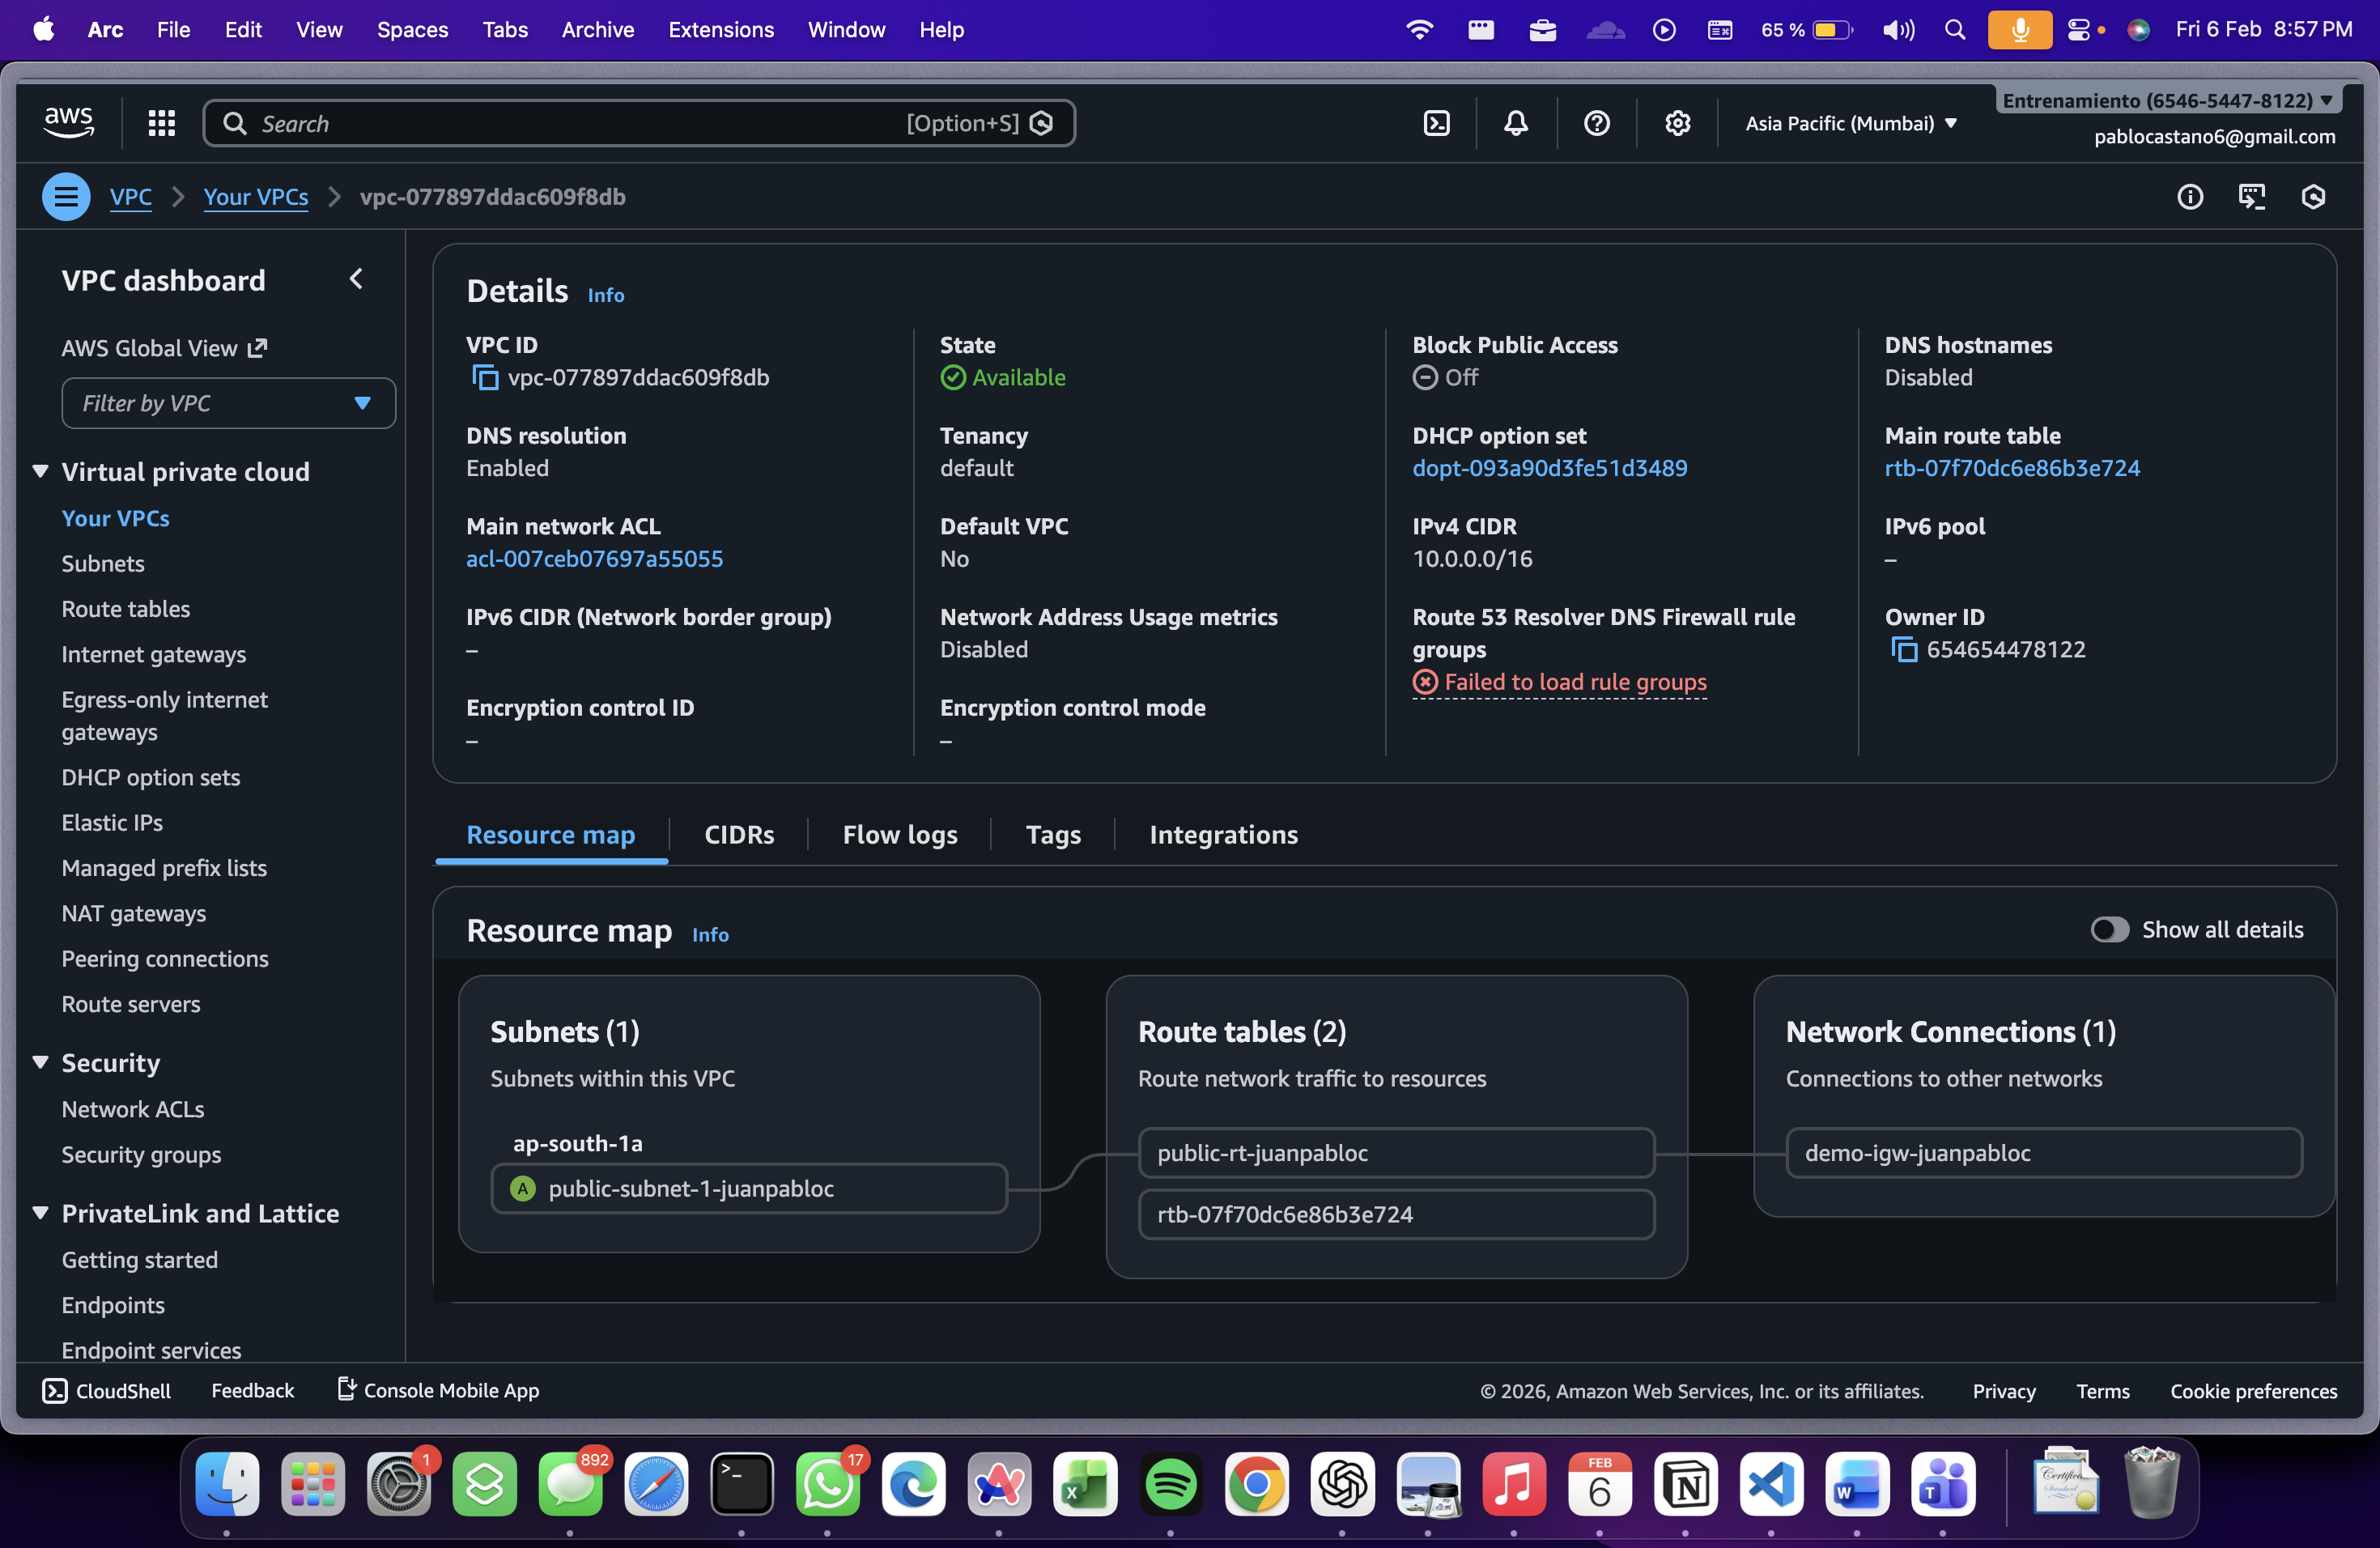 Arc File Edit View Spaces Tabs Archive Extensions Window Help
65 % Fri 6 Feb 8:57 PM
aws
Search [Option+S]
Asia Pacific (Mumbai)
Entrenamiento (6546-5447-8122)
pablocastano6@gmail.com
VPC Your VPCs vpc-077897ddac609f8db
VPC dashboard
AWS Global View
Filter by VPC
Virtual private cloud
Your VPCs
Subnets
Route tables
Internet gateways
Egress-only internet
gateways
DHCP option sets
Elastic IPs
Managed prefix lists
NAT gateways
Peering connections
Route servers
Security
Network ACLs
Security groups
PrivateLink and Lattice
Getting started
Endpoints
Endpoint services
Details Info
VPC ID
vpc-077897ddac609f8db
State
Available
Block Public Access
Off
DNS hostnames
Disabled
DNS resolution
Enabled
Tenancy
default
DHCP option set
dopt-093a90d3fe51d3489
Main route table
rtb-07f70dc6e86b3e724
Main network ACL
acl-007ceb07697a55055
Default VPC
No
IPv4 CIDR
10.0.0.0/16
IPv6 pool
–
IPv6 CIDR (Network border group)
–
Network Address Usage metrics
Disabled
Route 53 Resolver DNS Firewall rule
groups
Failed to load rule groups
Owner ID
654654478122
Encryption control ID
–
Encryption control mode
–
Resource map CIDRs Flow logs Tags Integrations
Resource map Info
Show all details
Subnets (1)
Subnets within this VPC
ap-south-1a
A public-subnet-1-juanpabloc
Route tables (2)
Route network traffic to resources
public-rt-juanpabloc
rtb-07f70dc6e86b3e724
Network Connections (1)
Connections to other networks
demo-igw-juanpabloc
CloudShell Feedback Console Mobile App
© 2026, Amazon Web Services, Inc. or its affiliates. Privacy Terms Cookie preferences
1
892
17
FEB
6